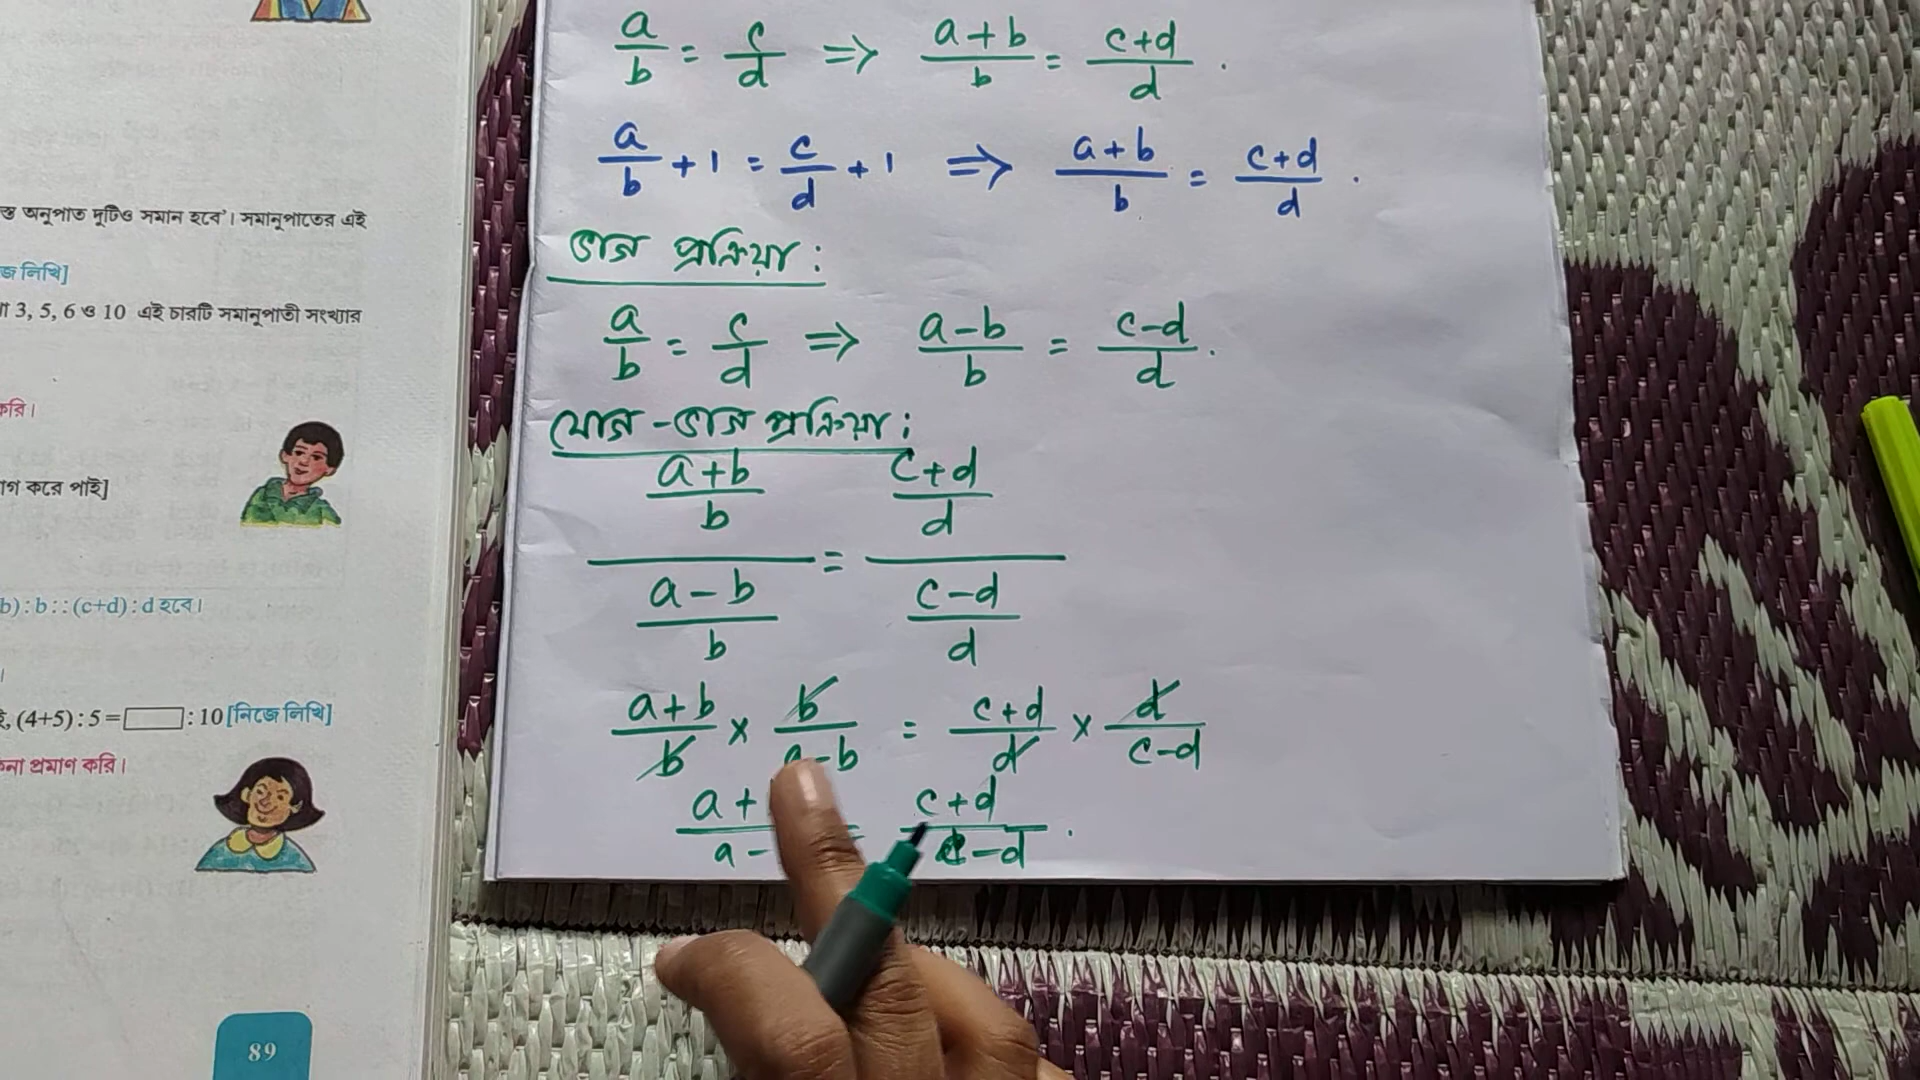 স্ত অনুপাত দুটিও সমান হবে'। সমানুপাতের এই
জে লিখি]
3, 5, 6 ও 10 এই চারটি সমানুপাতী সংখ্যার
করি।
গ করে পাই]
b) : b : : (c+d) : d হবে।
, (4+5) : 5 = : 10 [নিজে লিখি]
কিনা প্রমাণ করি।
89
a/b = c/d ⇒ (a+b)/b = (c+d)/d .
a/b + 1 = c/d + 1 ⇒ (a+b)/b = (c+d)/d .
ভাগ প্রক্রিয়া :
a/b = c/d ⇒ (a-b)/b = (c-d)/d .
যোগ-ভাগ প্রক্রিয়া :
((a+b)/b)/((a-b)/b) = ((c+d)/d)/((c-d)/d)
(a+b)/b × b/(a-b) = (c+d)/d × d/(c-d)
(a+)/(a-) = (c+d)/(c-d) .